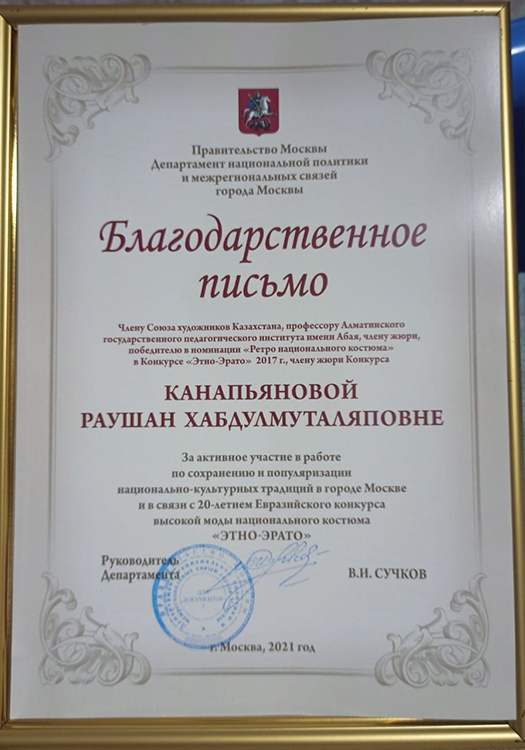 Правительство Москвы
Департамент национальной политики
и межрегиональных связей
города Москвы
Благодарственное
письмо
Члену Союза художников Казахстана, профессору Алматинского
государственного педагогического института имени Абая, члену жюри,
победителю в номинации «Ретро национального костюма»
в Конкурсе «Этно-Эрато» 2017 г., члену жюри Конкурса
КАНАПЬЯНОВОЙ
РАУШАН ХАБДУЛМУТАЛЯПОВНЕ
За активное участие в работе
по сохранению и популяризации
национально-культурных традиций в городе Москве
и в связи с 20-летием Евразийского конкурса
высокой моды национального костюма
«ЭТНО-ЭРАТО»
Руководитель
Департамента
В.И. СУЧКОВ
ДЛЯ
ДОКУМЕНТОВ
г. Москва, 2021 год